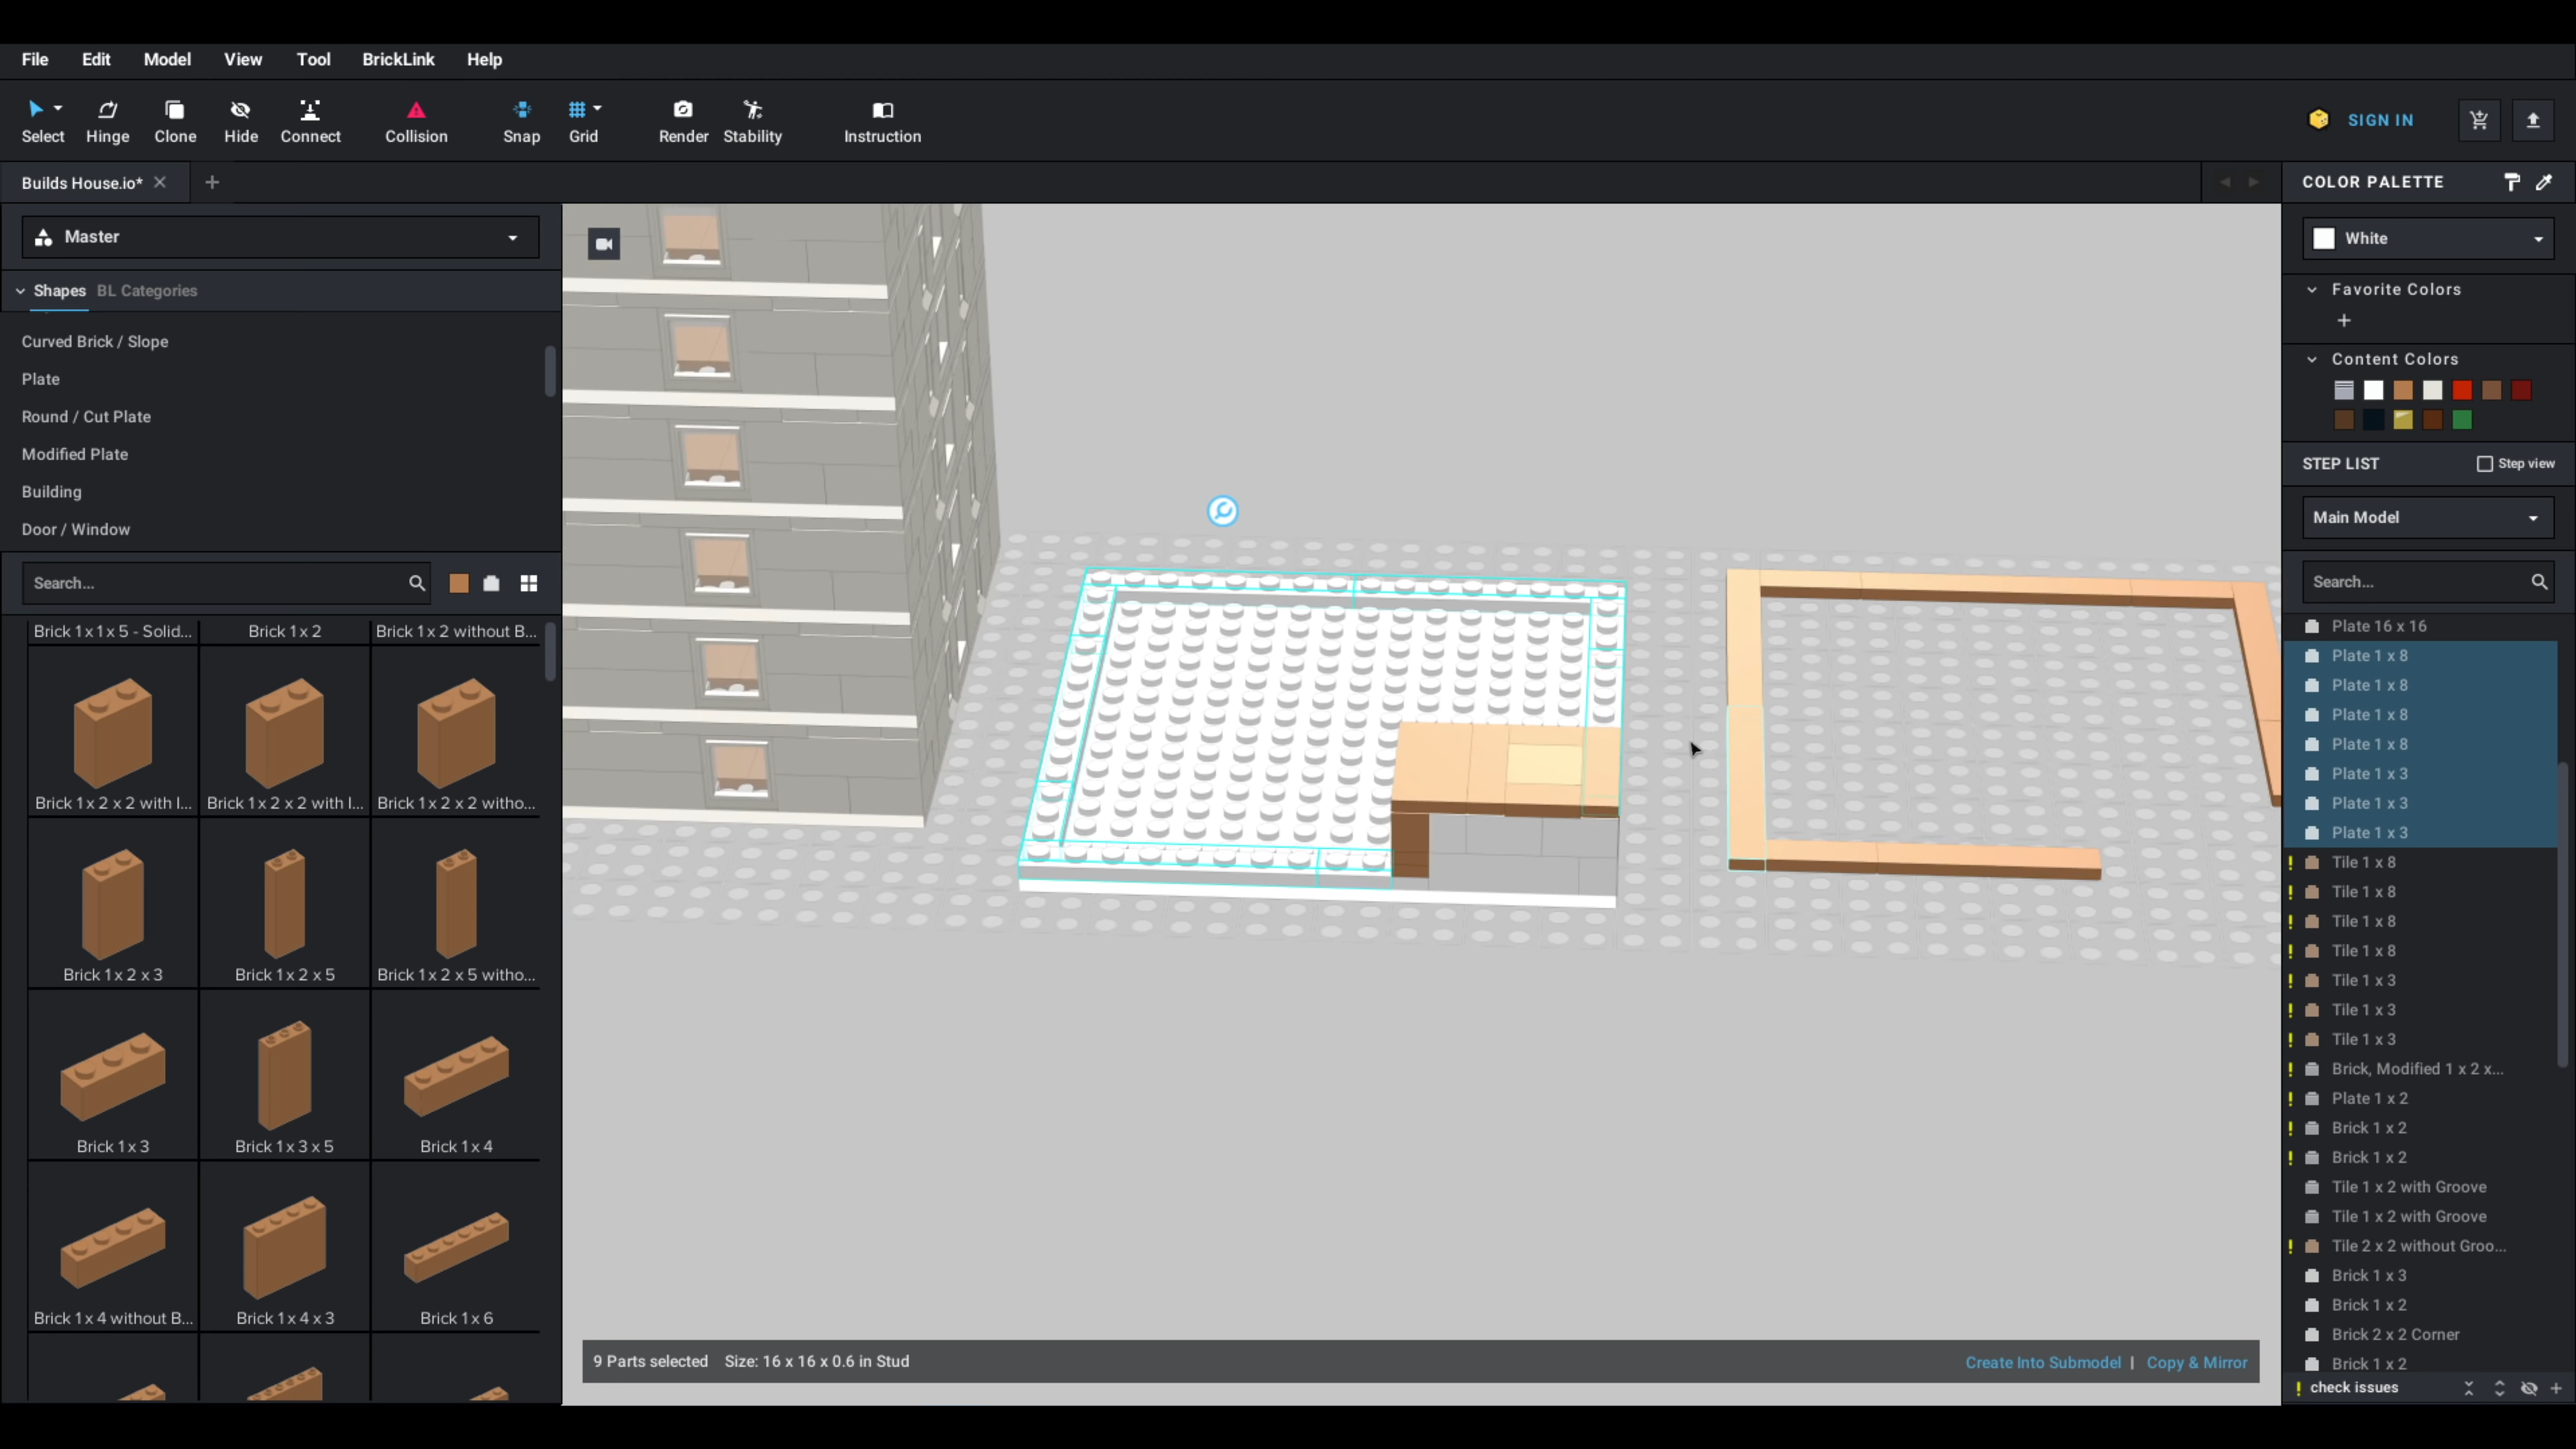 File Edit Model View Tool BrickLink Help
Select Hinge Clone Hide Connect Collision Snap Grid Render Stability Instruction SIGN IN
Builds House.io*
Master
Shapes BL Categories
Curved Brick / Slope
Plate
Round / Cut Plate
Modified Plate
Building
Door / Window
Search...
Brick 1 x 1 x 5 - Solid... Brick 1 x 2 Brick 1 x 2 without B...
Brick 1 x 2 x 2 with I... Brick 1 x 2 x 2 with I... Brick 1 x 2 x 2 witho...
Brick 1 x 2 x 3 Brick 1 x 2 x 5 Brick 1 x 2 x 5 witho...
Brick 1 x 3 Brick 1 x 3 x 5 Brick 1 x 4
Brick 1 x 4 without B... Brick 1 x 4 x 3 Brick 1 x 6
9 Parts selected Size: 16 x 16 x 0.6 in Stud Create Into Submodel | Copy & Mirror
COLOR PALETTE
White
Favorite Colors
+
Content Colors
STEP LIST Step view
Main Model
Search...
Plate 16 x 16
Plate 1 x 8
Plate 1 x 8
Plate 1 x 8
Plate 1 x 8
Plate 1 x 3
Plate 1 x 3
Plate 1 x 3
! Tile 1 x 8
! Tile 1 x 8
! Tile 1 x 8
! Tile 1 x 8
! Tile 1 x 3
! Tile 1 x 3
! Tile 1 x 3
! Brick, Modified 1 x 2 x...
! Plate 1 x 2
! Brick 1 x 2
! Brick 1 x 2
Tile 1 x 2 with Groove
Tile 1 x 2 with Groove
! Tile 2 x 2 without Groo...
Brick 1 x 3
Brick 1 x 2
Brick 2 x 2 Corner
Brick 1 x 2
! check issues